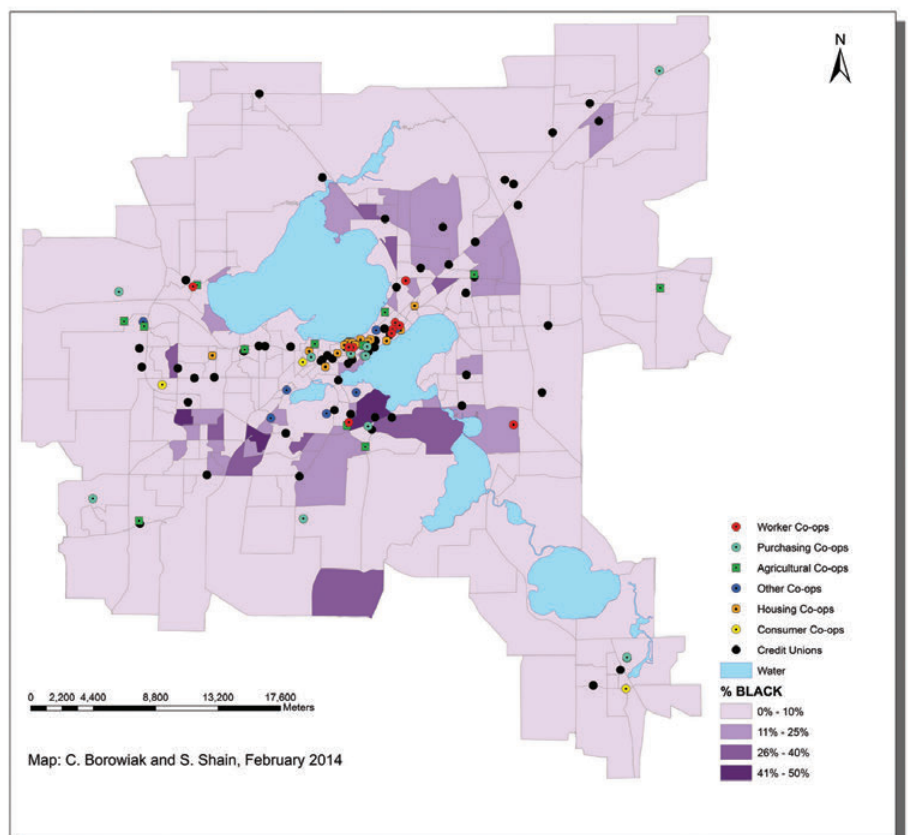 N
Worker Co-ops
Purchasing Co-ops
Agricultural Co-ops
Other Co-ops
Housing Co-ops
Consumer Co-ops
Credit Unions
Water
% BLACK
0% - 10%
11% - 25%
26% - 40%
41% - 50%
0 2,200 4,400 8,800 13,200 17,600
Meters
Map: C. Borowiak and S. Shain, February 2014